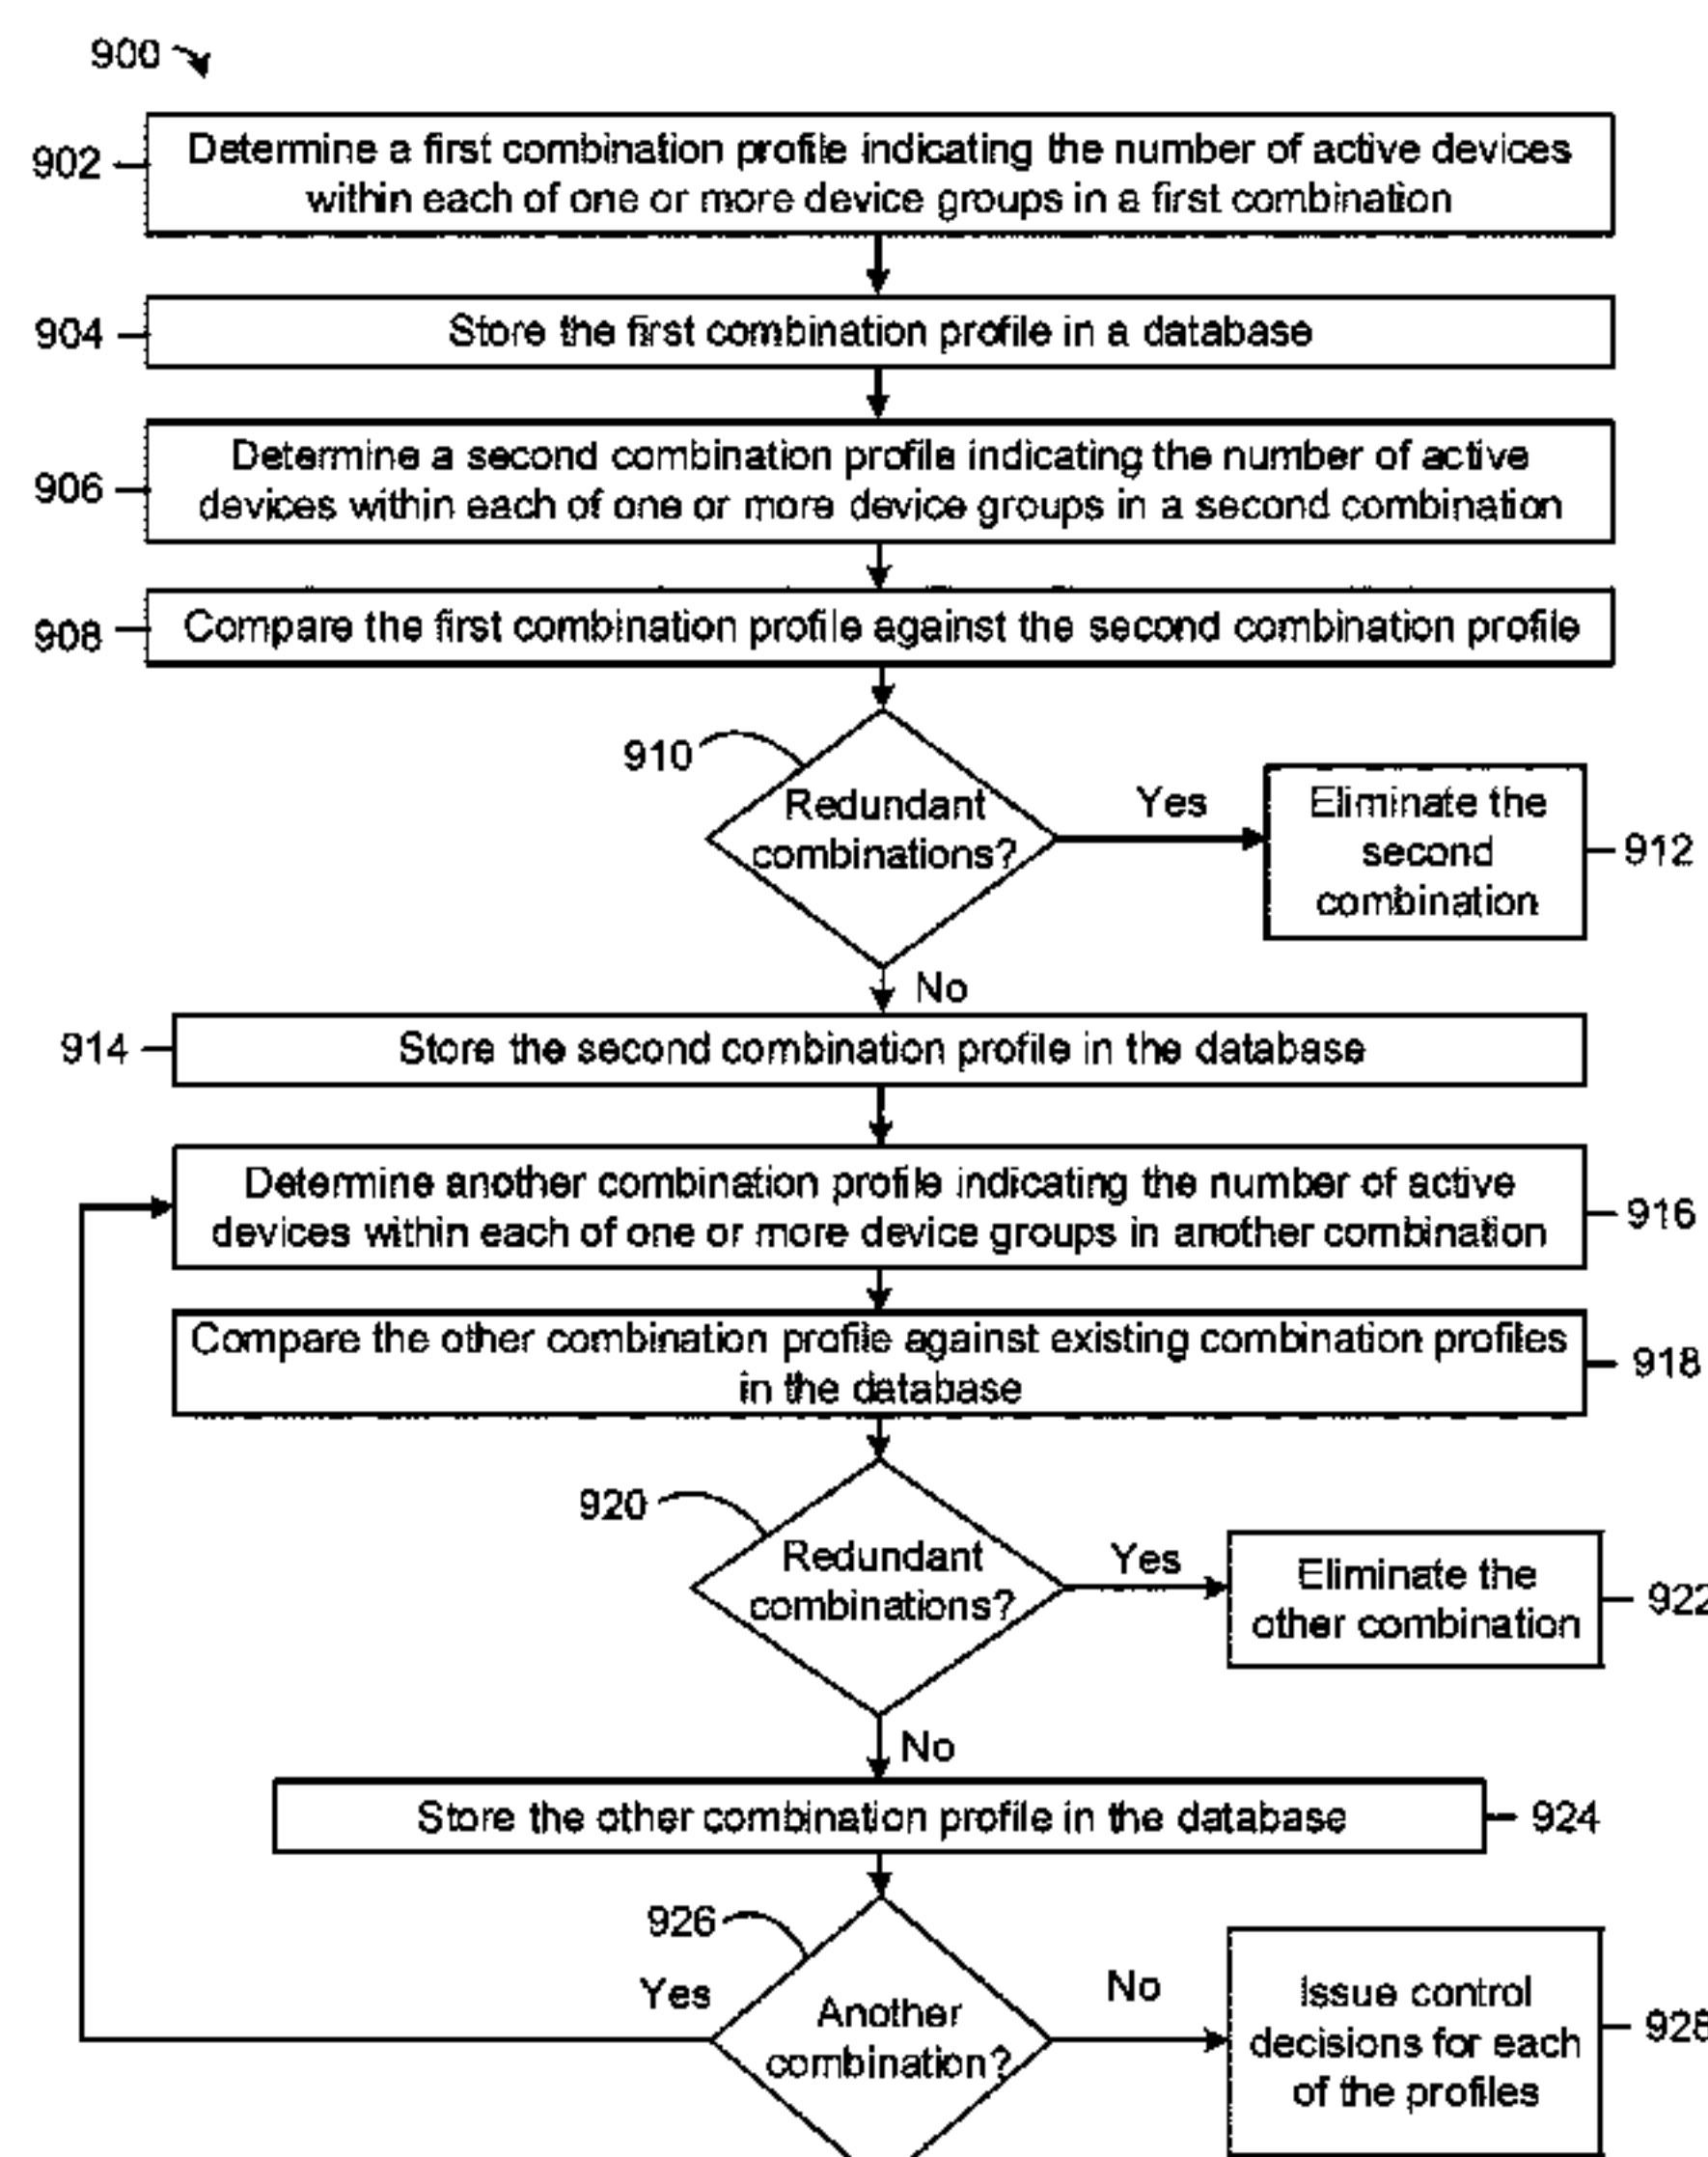 900
902
Determine a first combination profile indicating the number of active devices
within each of one or more device groups in a first combination
904
Store the first combination profile in a database
906
Determine a second combination profile indicating the number of active
devices within each of one or more device groups in a second combination
908
Compare the first combination profile against the second combination profile
910
Redundant
combinations?
Yes
Eliminate the
second
combination
912
No
914
Store the second combination profile in the database
Determine another combination profile indicating the number of active
devices within each of one or more device groups in another combination
916
Compare the other combination profile against existing combination profiles
in the database
918
920
Redundant
combinations?
Yes
Eliminate the
other combination
922
No
Store the other combination profile in the database
924
926
Yes
Another
combination?
No
Issue control
decisions for each
of the profiles
928